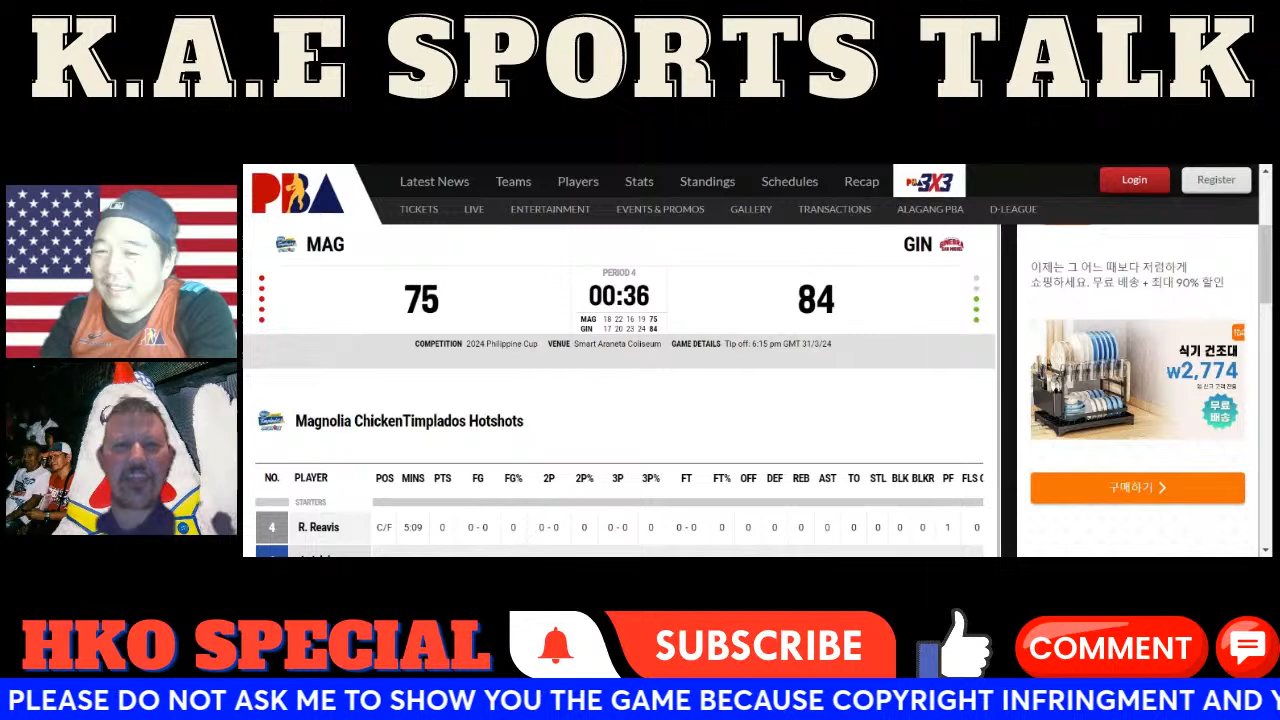 K.A.E SPORTS TALK
PBA
Latest News Teams Players Stats Standings Schedules Recap PBA 3X3 Login Register
TICKETS LIVE ENTERTAINMENT EVENTS & PROMOS GALLERY TRANSACTIONS ALAGANG PBA D-LEAGUE
MAG GIN
PERIOD 4
75 00:36 84
MAG 18 22 16 19 75
GIN 17 20 23 24 84
COMPETITION 2024 Philippine Cup VENUE Smart Araneta Coliseum GAME DETAILS Tip off: 6:15 pm GMT 31/3/24
Magnolia ChickenTimplados Hotshots
NO. PLAYER POS MINS PTS FG FG% 2P 2P% 3P 3P% FT FT% OFF DEF REB AST TO STL BLK BLKR PF FLS
STARTERS
4 R. Reavis C/F 5:09 0 0 - 0 0 0 - 0 0 0 - 0 0 0 - 0 0 0 0 0 0 0 0 0 0 1 0
이제는 그 어느 때보다 저렴하게
쇼핑하세요. 무료 배송 + 최대 90% 할인
식기 건조대
₩2,774
무료
배송
구매하기
HKO SPECIAL
SUBSCRIBE
COMMENT
PLEASE DO NOT ASK ME TO SHOW YOU THE GAME BECAUSE COPYRIGHT INFRINGMENT AND